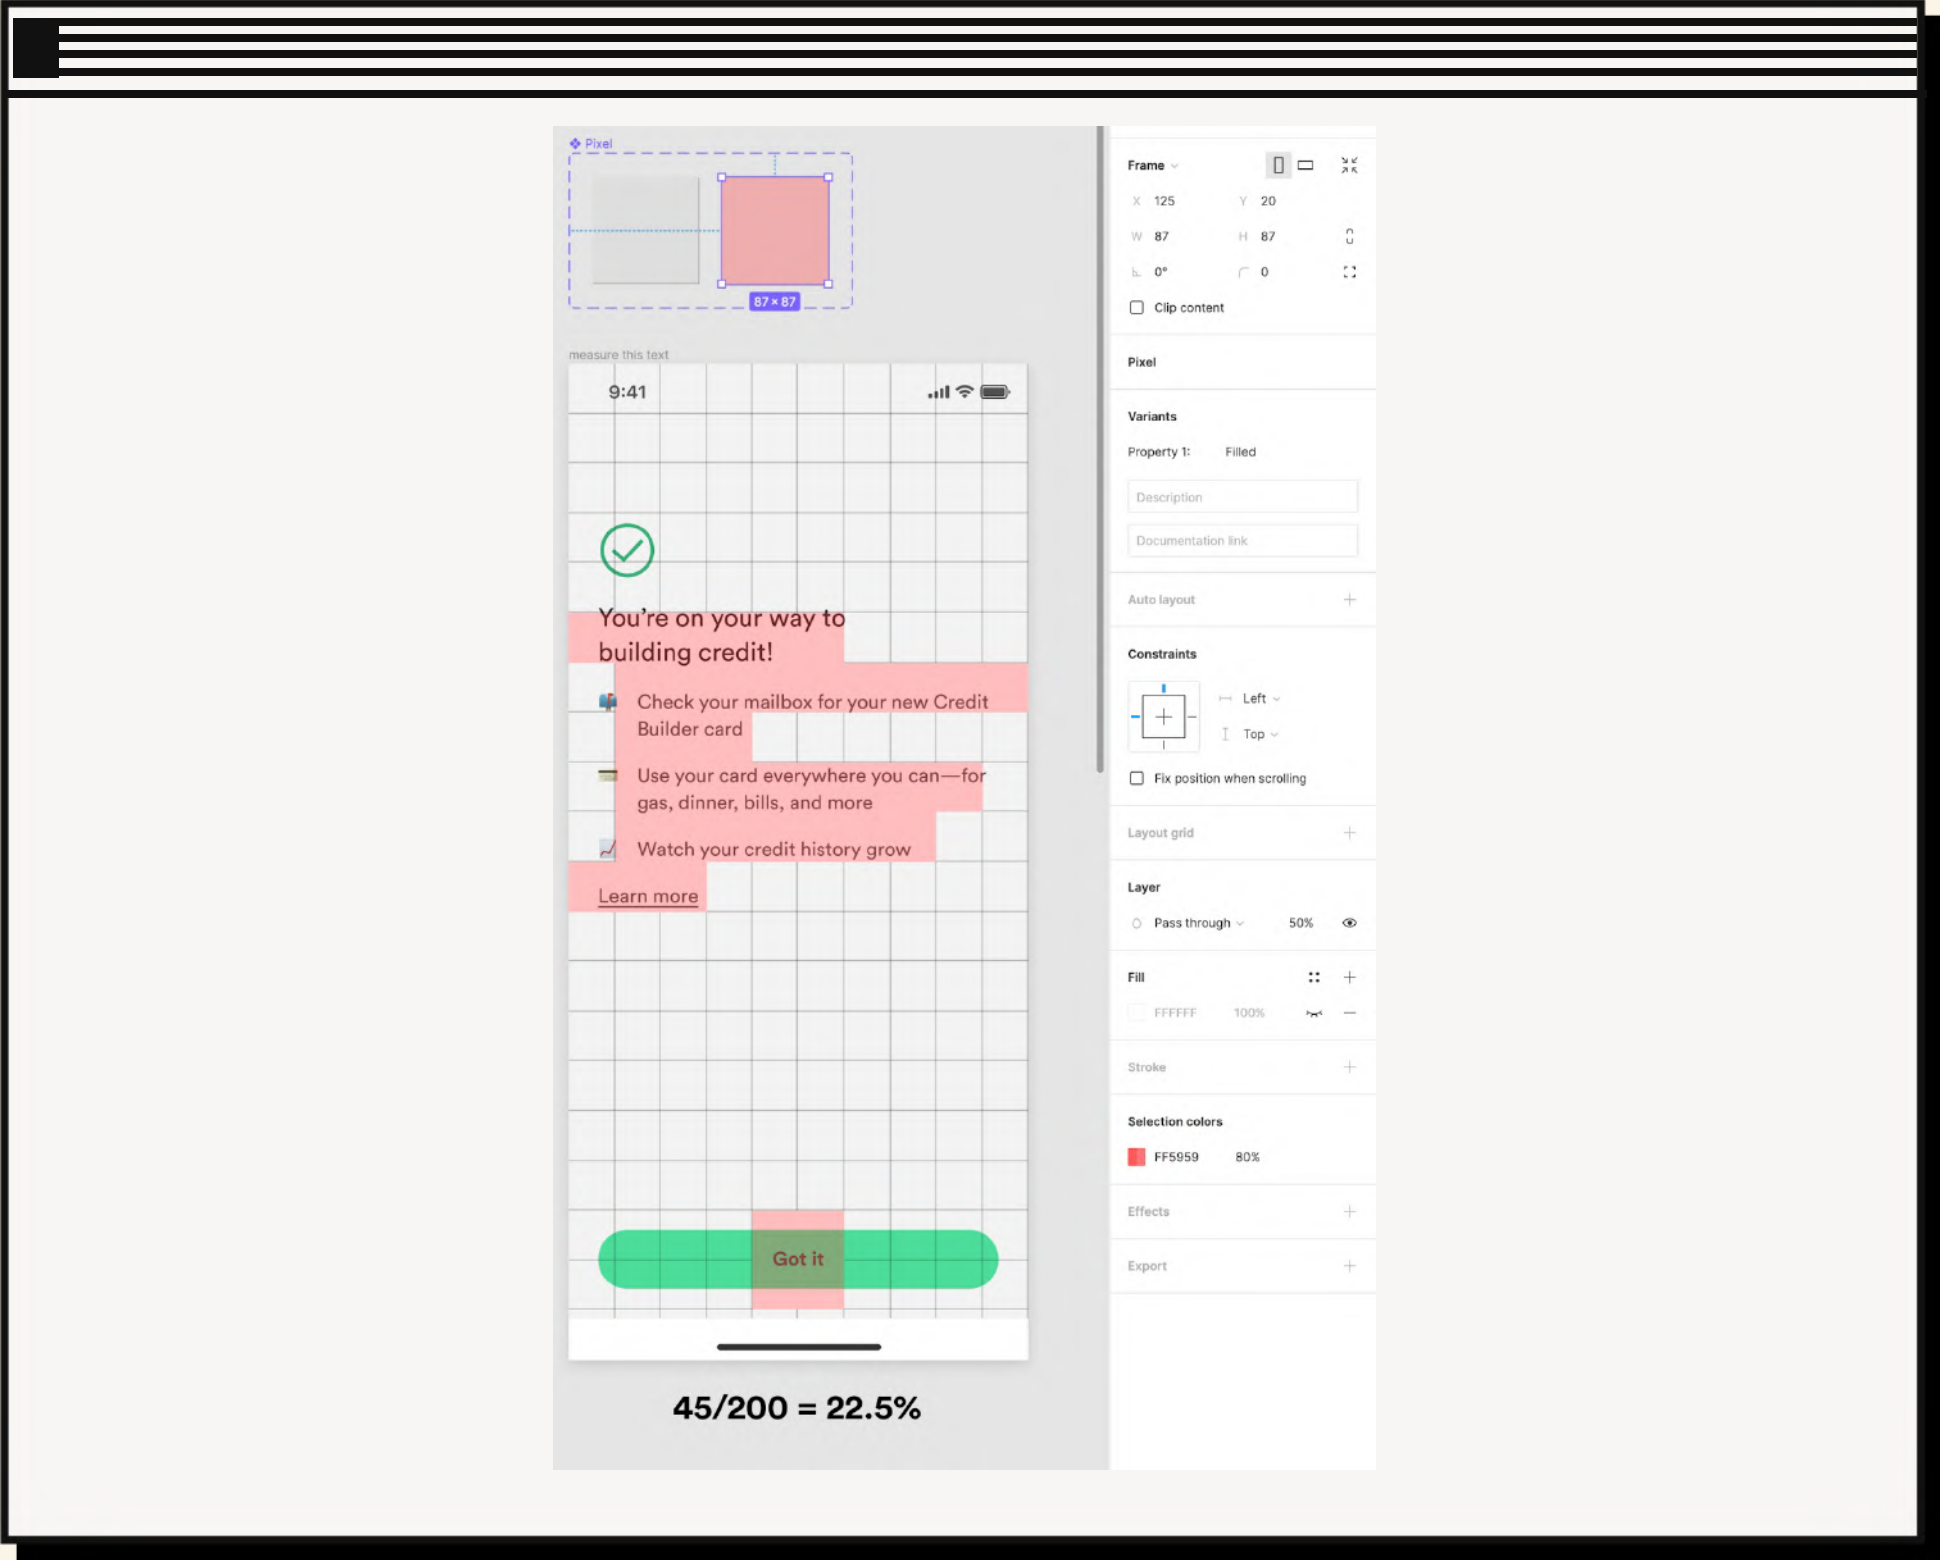 Pixel
87 × 87
measure this text
9:41
You're on your way to
building credit!
Check your mailbox for your new Credit
Builder card
Use your card everywhere you can—for
gas, dinner, bills, and more
Watch your credit history grow
Learn more
Got it
45/200 = 22.5%
Frame
X 125 Y 20
W 87 H 87
0° 0
Clip content
Pixel
Variants
Property 1: Filled
Description
Documentation link
Auto layout
Constraints
Left
Top
Fix position when scrolling
Layout grid
Layer
Pass through 50%
Fill
FFFFFF 100%
Stroke
Selection colors
FF5959 80%
Effects
Export